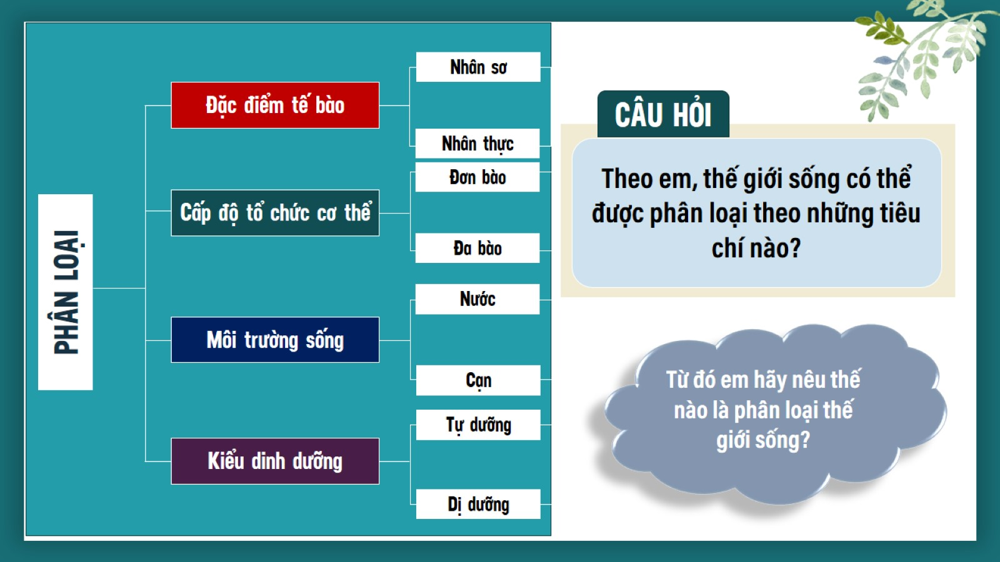 PHÂN LOẠI
Đặc điểm tế bào
Nhân sơ
Nhân thực
Cấp độ tổ chức cơ thể
Đơn bào
Đa bào
Môi trường sống
Nước
Cạn
Kiểu dinh dưỡng
Tự dưỡng
Dị dưỡng
CÂU HỎI
Theo em, thế giới sống có thể
được phân loại theo những tiêu
chí nào?
Từ đó em hãy nêu thế
nào là phân loại thế
giới sống?